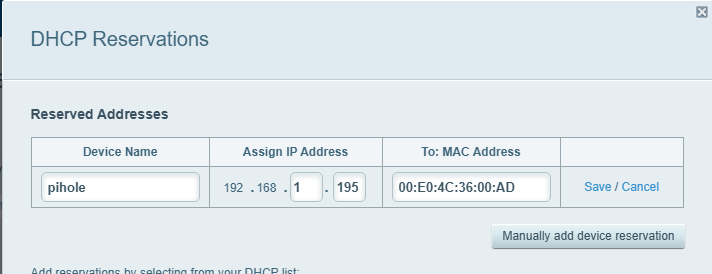 DHCP Reservations
Reserved Addresses
Device Name Assign IP Address To: MAC Address
pihole 192 . 168 . 1 . 195 00:E0:4C:36:00:AD Save / Cancel
Manually add device reservation
Add reservations by selecting from your DHCP list: